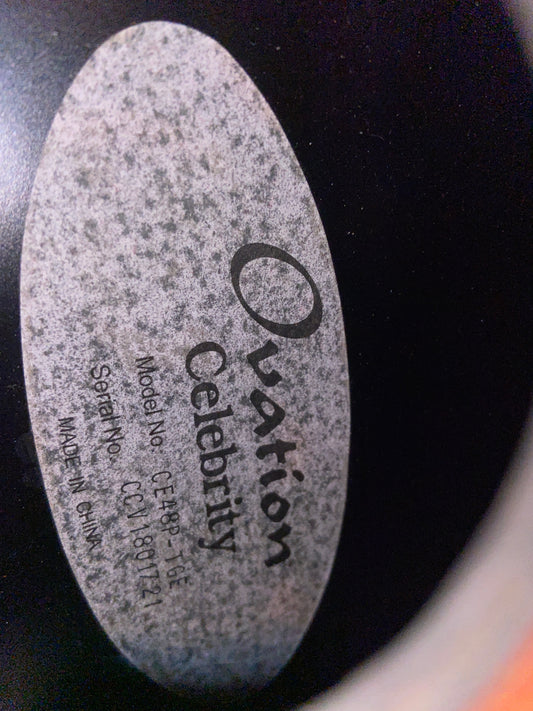 Ovation
Celebrity
Model No. CE48P-TGE
Serial No. CCV1801721
MADE IN CHINA